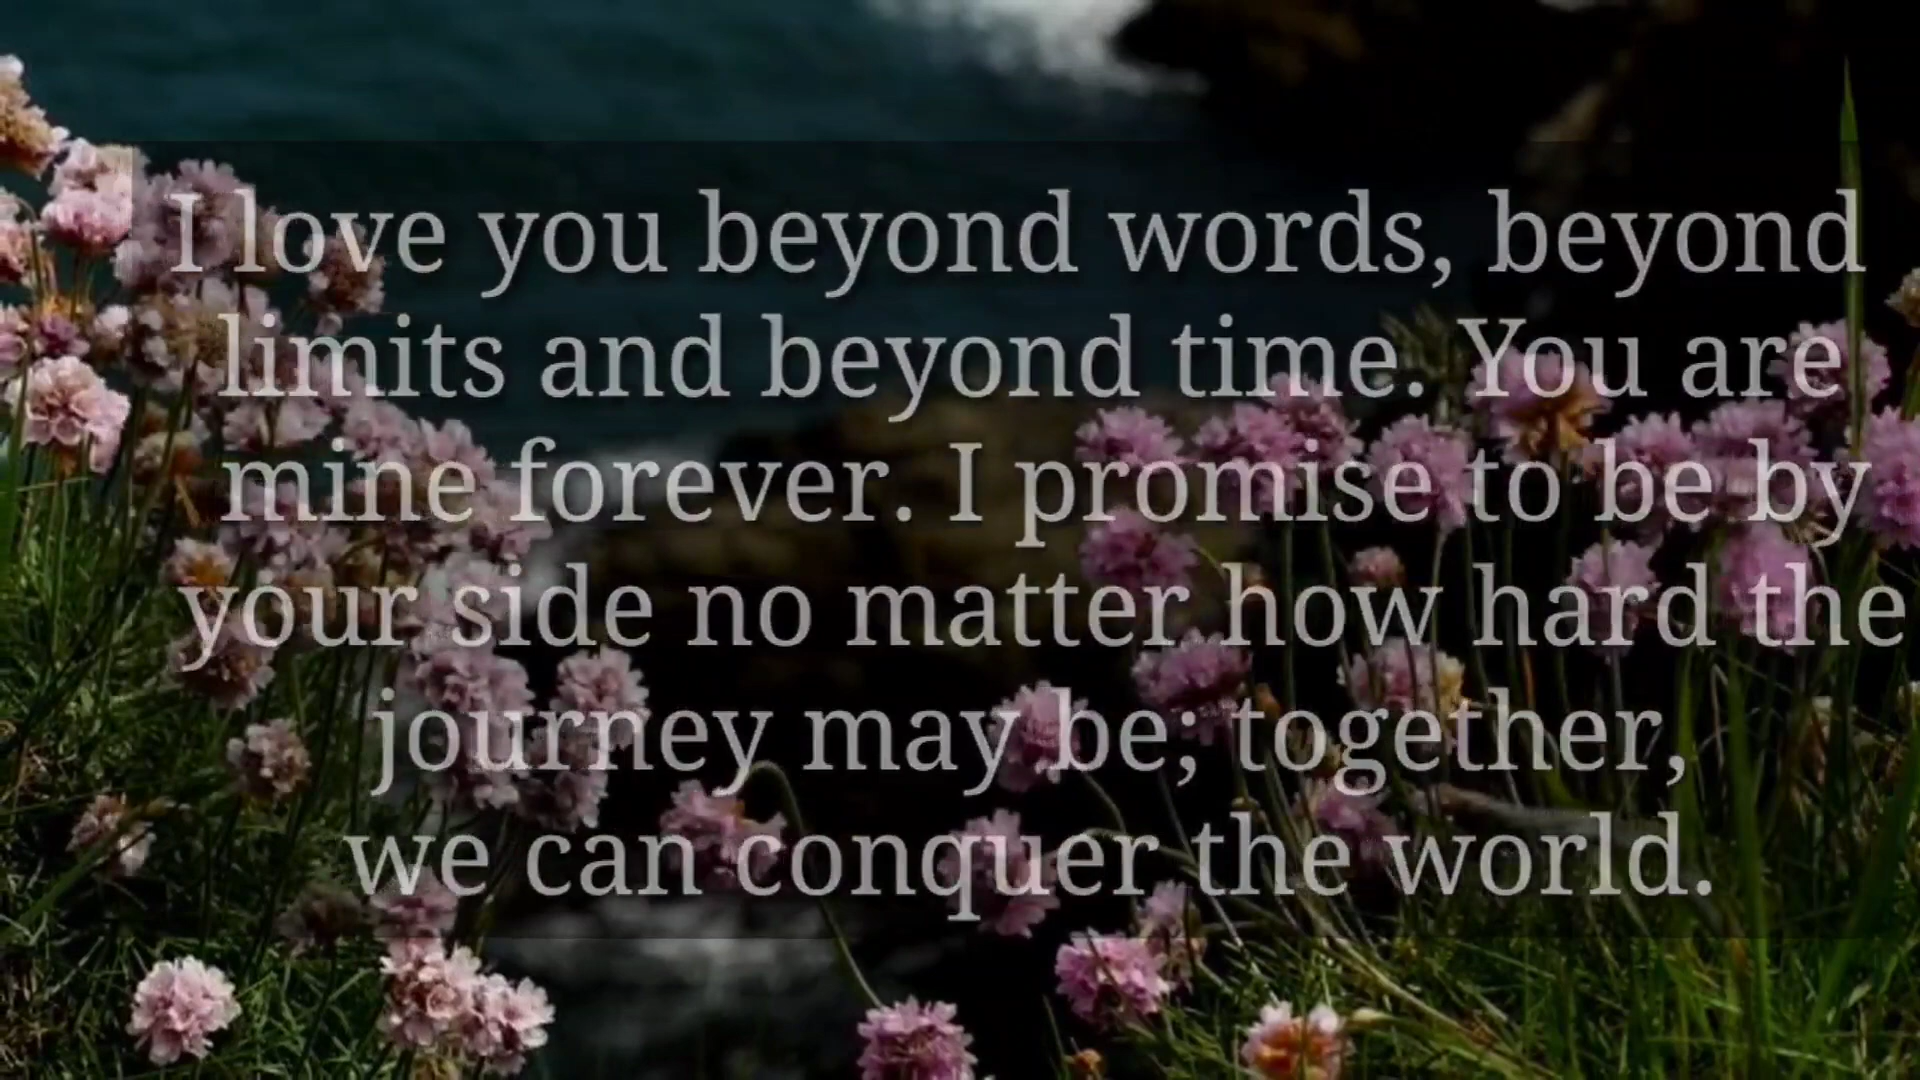 I love you beyond words, beyond
limits and beyond time. You are
mine forever. I promise to be by
your side no matter how hard the
journey may be; together,
we can conquer the world.